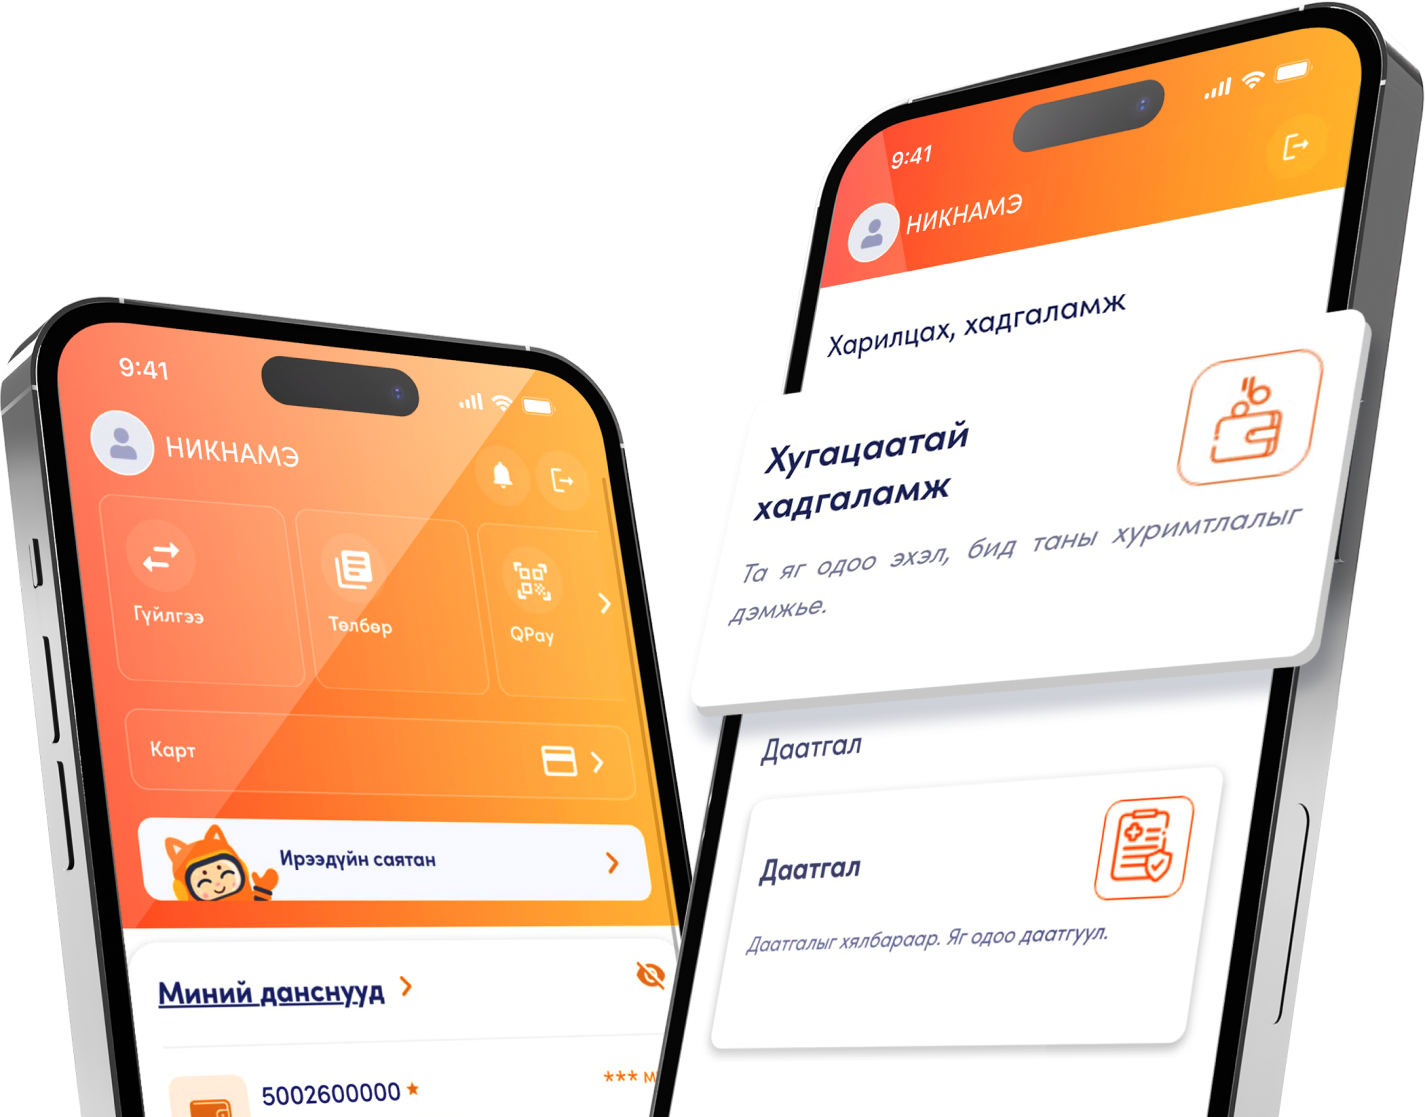 9:41
НИКНАМЭ
Гүйлгээ
Төлбөр
QPay
Карт
Ирээдүйн саятан
Миний данснууд
5002600000
***
9:41
НИКНАМЭ
Харилцах, хадгаламж
Хугацаатай
хадгаламж
Та яг одоо эхэл, бид таны хуримтлалыг
дэмжье.
Даатгал
Даатгал
Даатгалыг хялбараар. Яг одоо даатгуул.